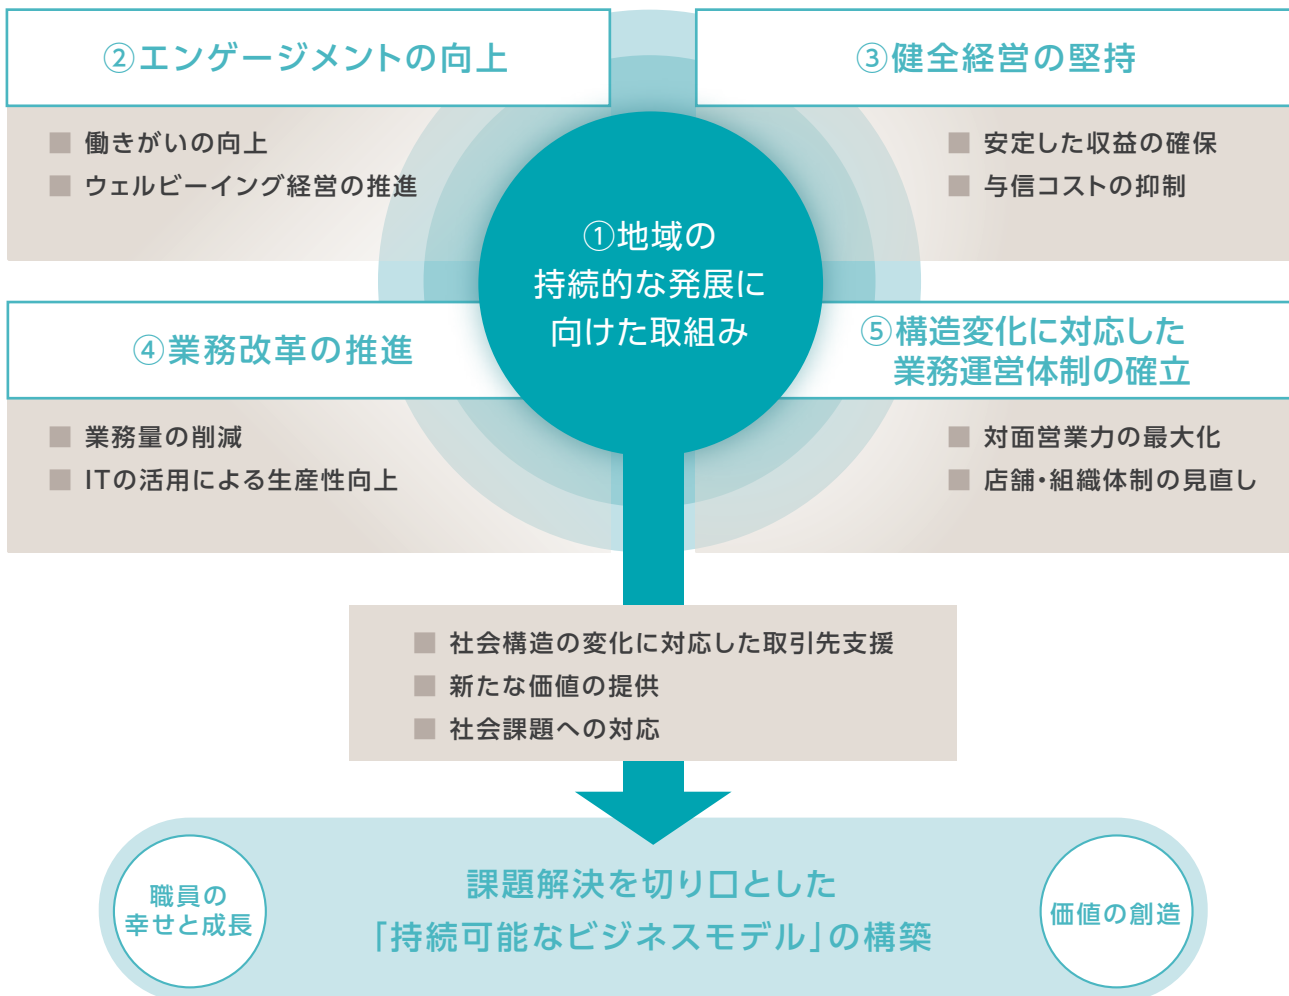 ②エンゲージメントの向上
■ 働きがいの向上
■ ウェルビーイング経営の推進
③健全経営の堅持
■ 安定した収益の確保
■ 与信コストの抑制
①地域の
持続的な発展に
向けた取組み
④業務改革の推進
■ 業務量の削減
■ ITの活用による生産性向上
⑤構造変化に対応した
業務運営体制の確立
■ 対面営業力の最大化
■ 店舗・組織体制の見直し
■ 社会構造の変化に対応した取引先支援
■ 新たな価値の提供
■ 社会課題への対応
職員の
幸せと成長
課題解決を切り口とした
「持続可能なビジネスモデル」の構築
価値の創造